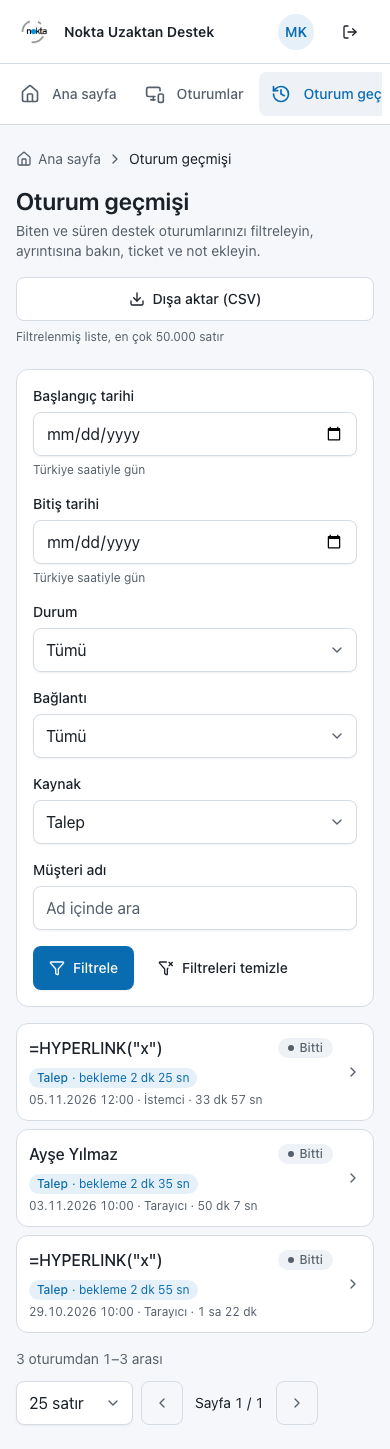 nokta
Nokta Uzaktan Destek
MK
Ana sayfa
Oturumlar
Oturum geç
Ana sayfa
Oturum geçmişi
Oturum geçmişi
Biten ve süren destek oturumlarınızı filtreleyin,
ayrıntısına bakın, ticket ve not ekleyin.
Dışa aktar (CSV)
Filtrelenmiş liste, en çok 50.000 satır
Başlangıç tarihi
mm/dd/yyyy
Türkiye saatiyle gün
Bitiş tarihi
mm/dd/yyyy
Türkiye saatiyle gün
Durum
Tümü
Bağlantı
Tümü
Kaynak
Talep
Müşteri adı
Ad içinde ara
Filtrele
Filtreleri temizle
=HYPERLINK("x")
Bitti
Talep · bekleme 2 dk 25 sn
05.11.2026 12:00 · İstemci · 33 dk 57 sn
Ayşe Yılmaz
Bitti
Talep · bekleme 2 dk 35 sn
03.11.2026 10:00 · Tarayıcı · 50 dk 7 sn
=HYPERLINK("x")
Bitti
Talep · bekleme 2 dk 55 sn
29.10.2026 10:00 · Tarayıcı · 1 sa 22 dk
3 oturumdan 1–3 arası
25 satır
Sayfa 1 / 1